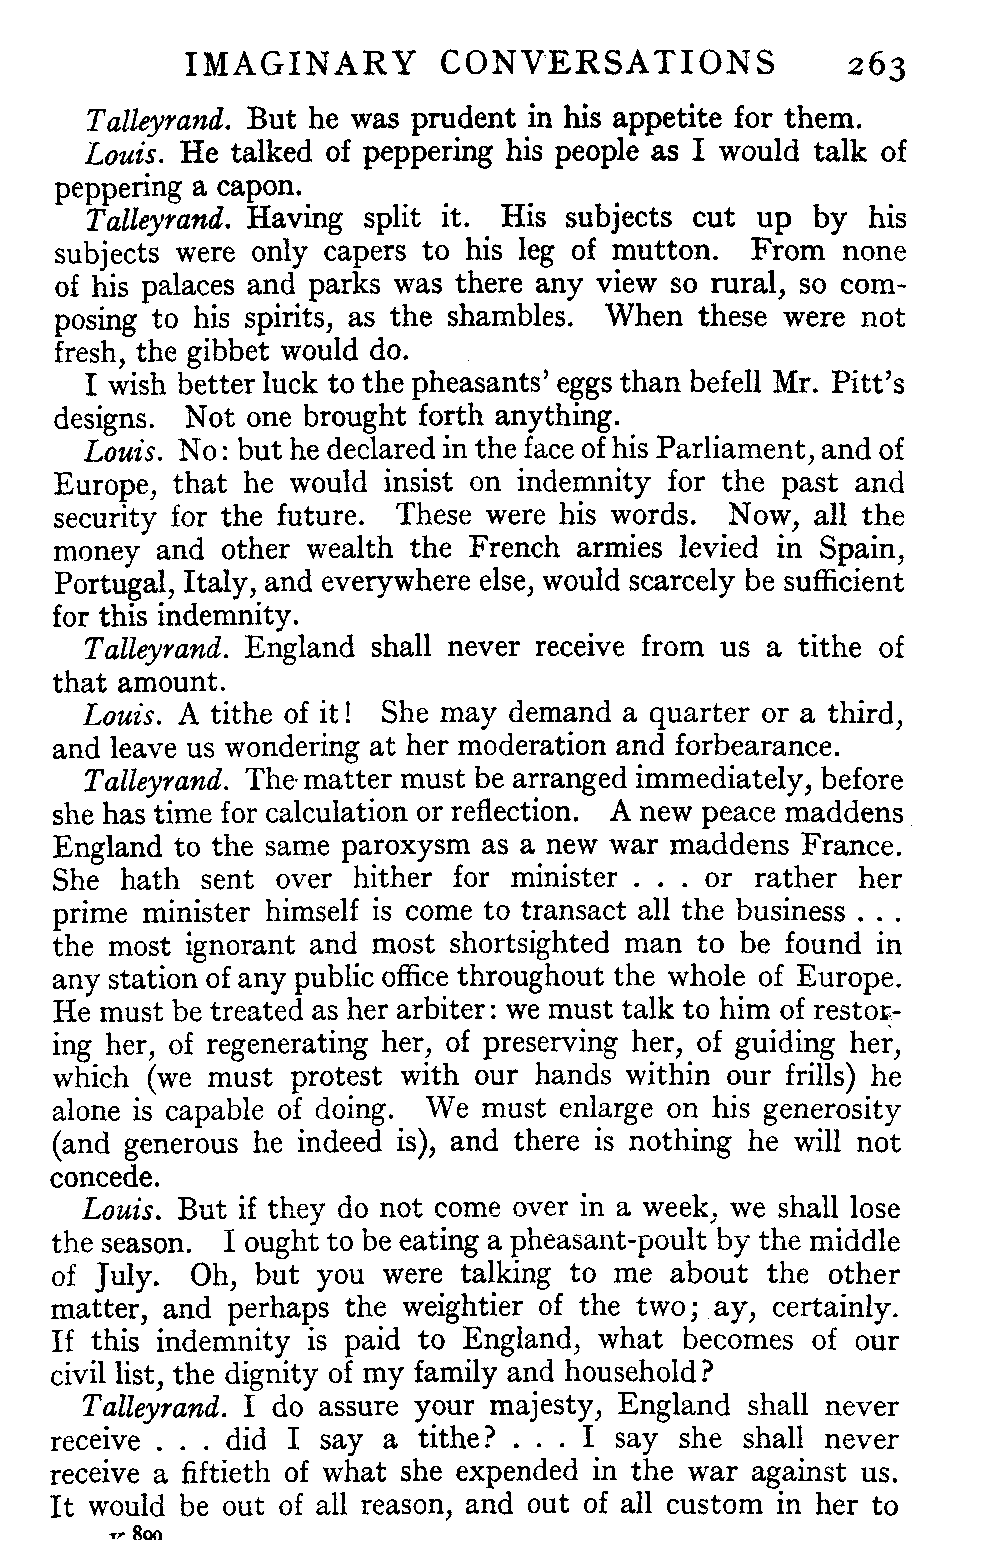 IMAGINARY CONVERSATIONS 263
Talleyrand. But he was prudent in his appetite for them.
Louis. He talked of peppering his people as I would talk of
peppering a capon.
Talleyrand. Having split it. His subjects cut up by his
subjects were only capers to his leg of mutton. From none
of his palaces and parks was there any view so rural, so com-
posing to his spirits, as the shambles. When these were not
fresh, the gibbet would do.
I wish better luck to the pheasants' eggs than befell Mr. Pitt's
designs. Not one brought forth anything.
Louis. No: but he declared in the face of his Parliament, and of
Europe, that he would insist on indemnity for the past and
security for the future. These were his words. Now, all the
money and other wealth the French armies levied in Spain,
Portugal, Italy, and everywhere else, would scarcely be sufficient
for this indemnity.
Talleyrand. England shall never receive from us a tithe of
that amount.
Louis. A tithe of it! She may demand a quarter or a third,
and leave us wondering at her moderation and forbearance.
Talleyrand. The matter must be arranged immediately, before
she has time for calculation or reflection. A new peace maddens
England to the same paroxysm as a new war maddens France.
She hath sent over hither for minister . . . or rather her
prime minister himself is come to transact all the business . . .
the most ignorant and most shortsighted man to be found in
any station of any public office throughout the whole of Europe.
He must be treated as her arbiter: we must talk to him of restor-
ing her, of regenerating her, of preserving her, of guiding her,
which (we must protest with our hands within our frills) he
alone is capable of doing. We must enlarge on his generosity
(and generous he indeed is), and there is nothing he will not
concede.
Louis. But if they do not come over in a week, we shall lose
the season. I ought to be eating a pheasant-poult by the middle
of July. Oh, but you were talking to me about the other
matter, and perhaps the weightier of the two; ay, certainly.
If this indemnity is paid to England, what becomes of our
civil list, the dignity of my family and household?
Talleyrand. I do assure your majesty, England shall never
receive . . . did I say a tithe? . . . I say she shall never
receive a fiftieth of what she expended in the war against us.
It would be out of all reason, and out of all custom in her to
890